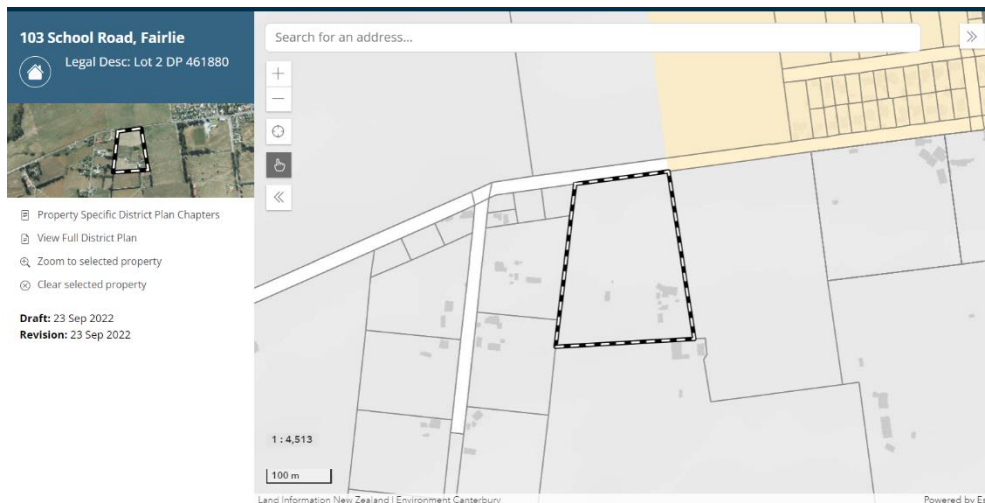 103 School Road, Fairlie
Legal Desc: Lot 2 DP 461880
Property Specific District Plan Chapters
View Full District Plan
Zoom to selected property
Clear selected property
Draft: 23 Sep 2022
Revision: 23 Sep 2022
Search for an address...
1 : 4,513
100 m
Land Information New Zealand | Environment Canterbury
Powered by Es